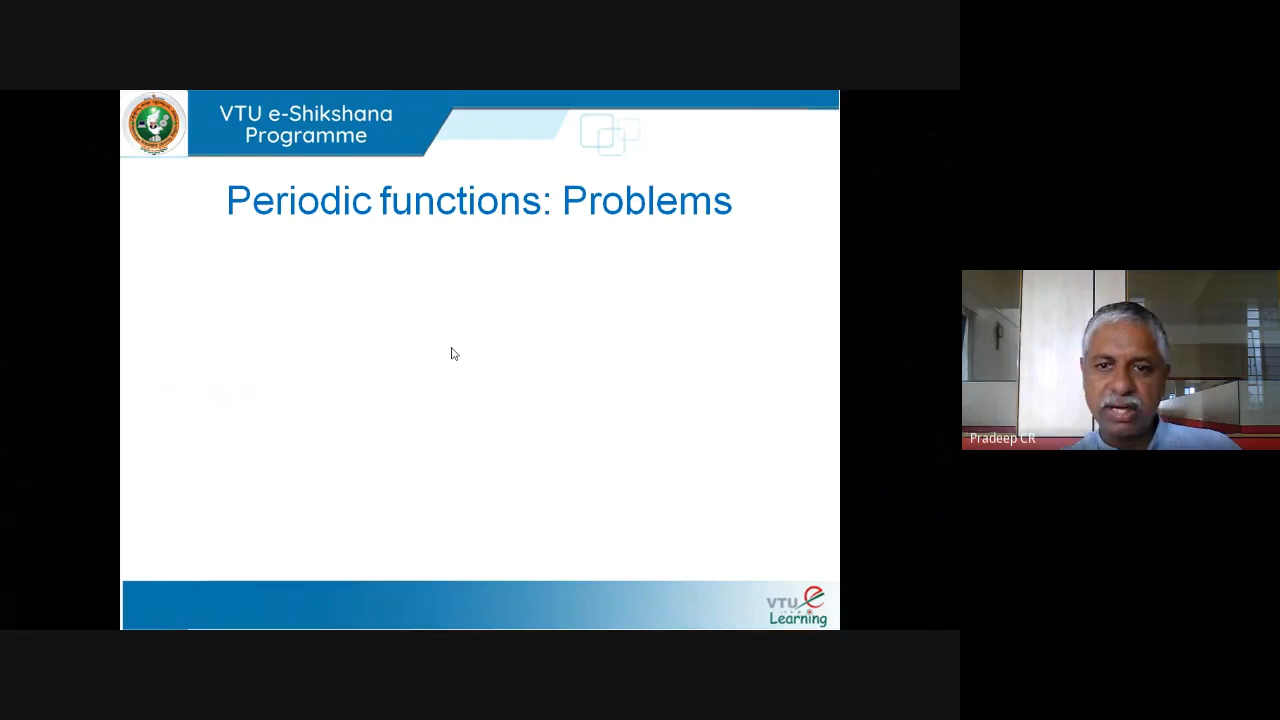 VTU e-Shikshana
Programme
Periodic functions: Problems
Pradeep CR
VTU e
Learning